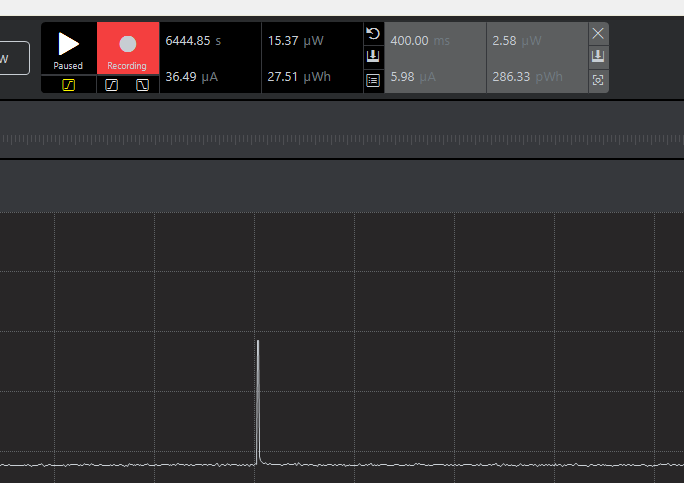 W
Paused
Recording
6444.85 s
15.37 µW
36.49 µA
27.51 µWh
400.00 ms
2.58 µW
5.98 µA
286.33 pWh